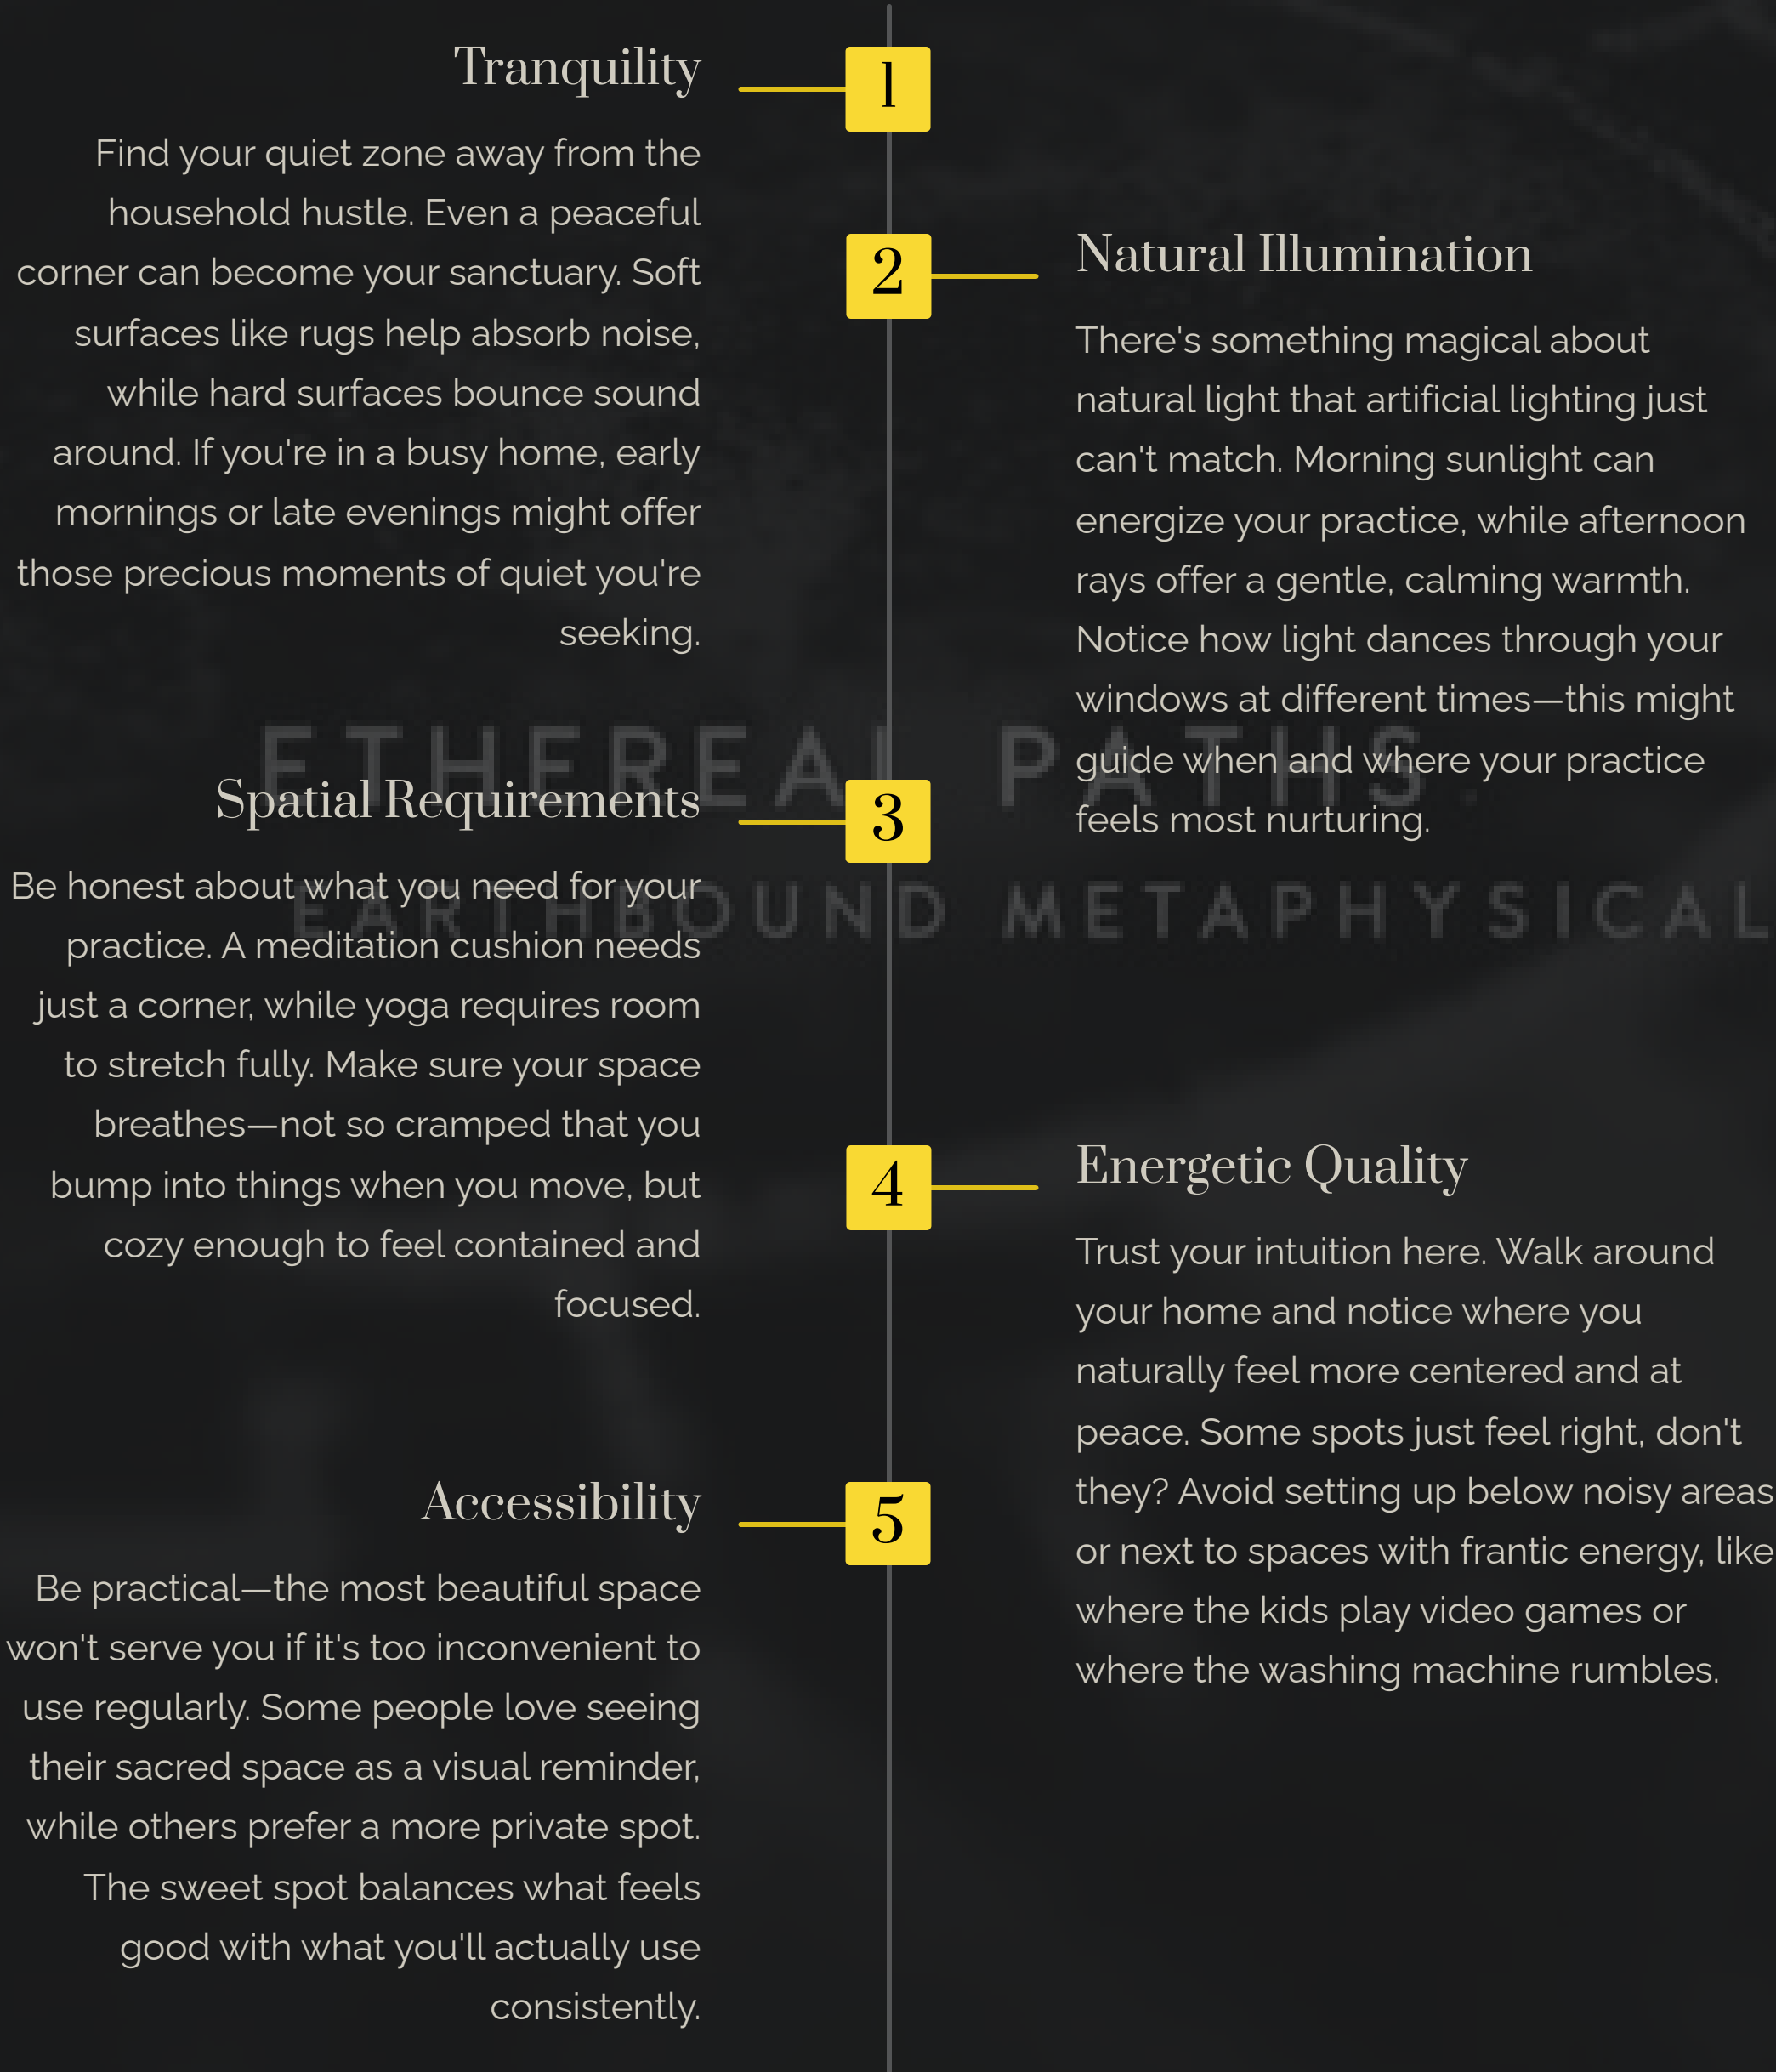 Tranquility
1
Find your quiet zone away from the
household hustle. Even a peaceful
corner can become your sanctuary. Soft
surfaces like rugs help absorb noise,
while hard surfaces bounce sound
around. If you're in a busy home, early
mornings or late evenings might offer
those precious moments of quiet you're
seeking.
2
Natural Illumination
There's something magical about
natural light that artificial lighting just
can't match. Morning sunlight can
energize your practice, while afternoon
rays offer a gentle, calming warmth.
Notice how light dances through your
windows at different times—this might
guide when and where your practice
feels most nurturing.
ETHEREAL PATHS
EARTHBOUND METAPHYSICAL
Spatial Requirements
3
Be honest about what you need for your
practice. A meditation cushion needs
just a corner, while yoga requires room
to stretch fully. Make sure your space
breathes—not so cramped that you
bump into things when you move, but
cozy enough to feel contained and
focused.
4
Energetic Quality
Trust your intuition here. Walk around
your home and notice where you
naturally feel more centered and at
peace. Some spots just feel right, don't
they? Avoid setting up below noisy areas
or next to spaces with frantic energy, like
where the kids play video games or
where the washing machine rumbles.
Accessibility
5
Be practical—the most beautiful space
won't serve you if it's too inconvenient to
use regularly. Some people love seeing
their sacred space as a visual reminder,
while others prefer a more private spot.
The sweet spot balances what feels
good with what you'll actually use
consistently.